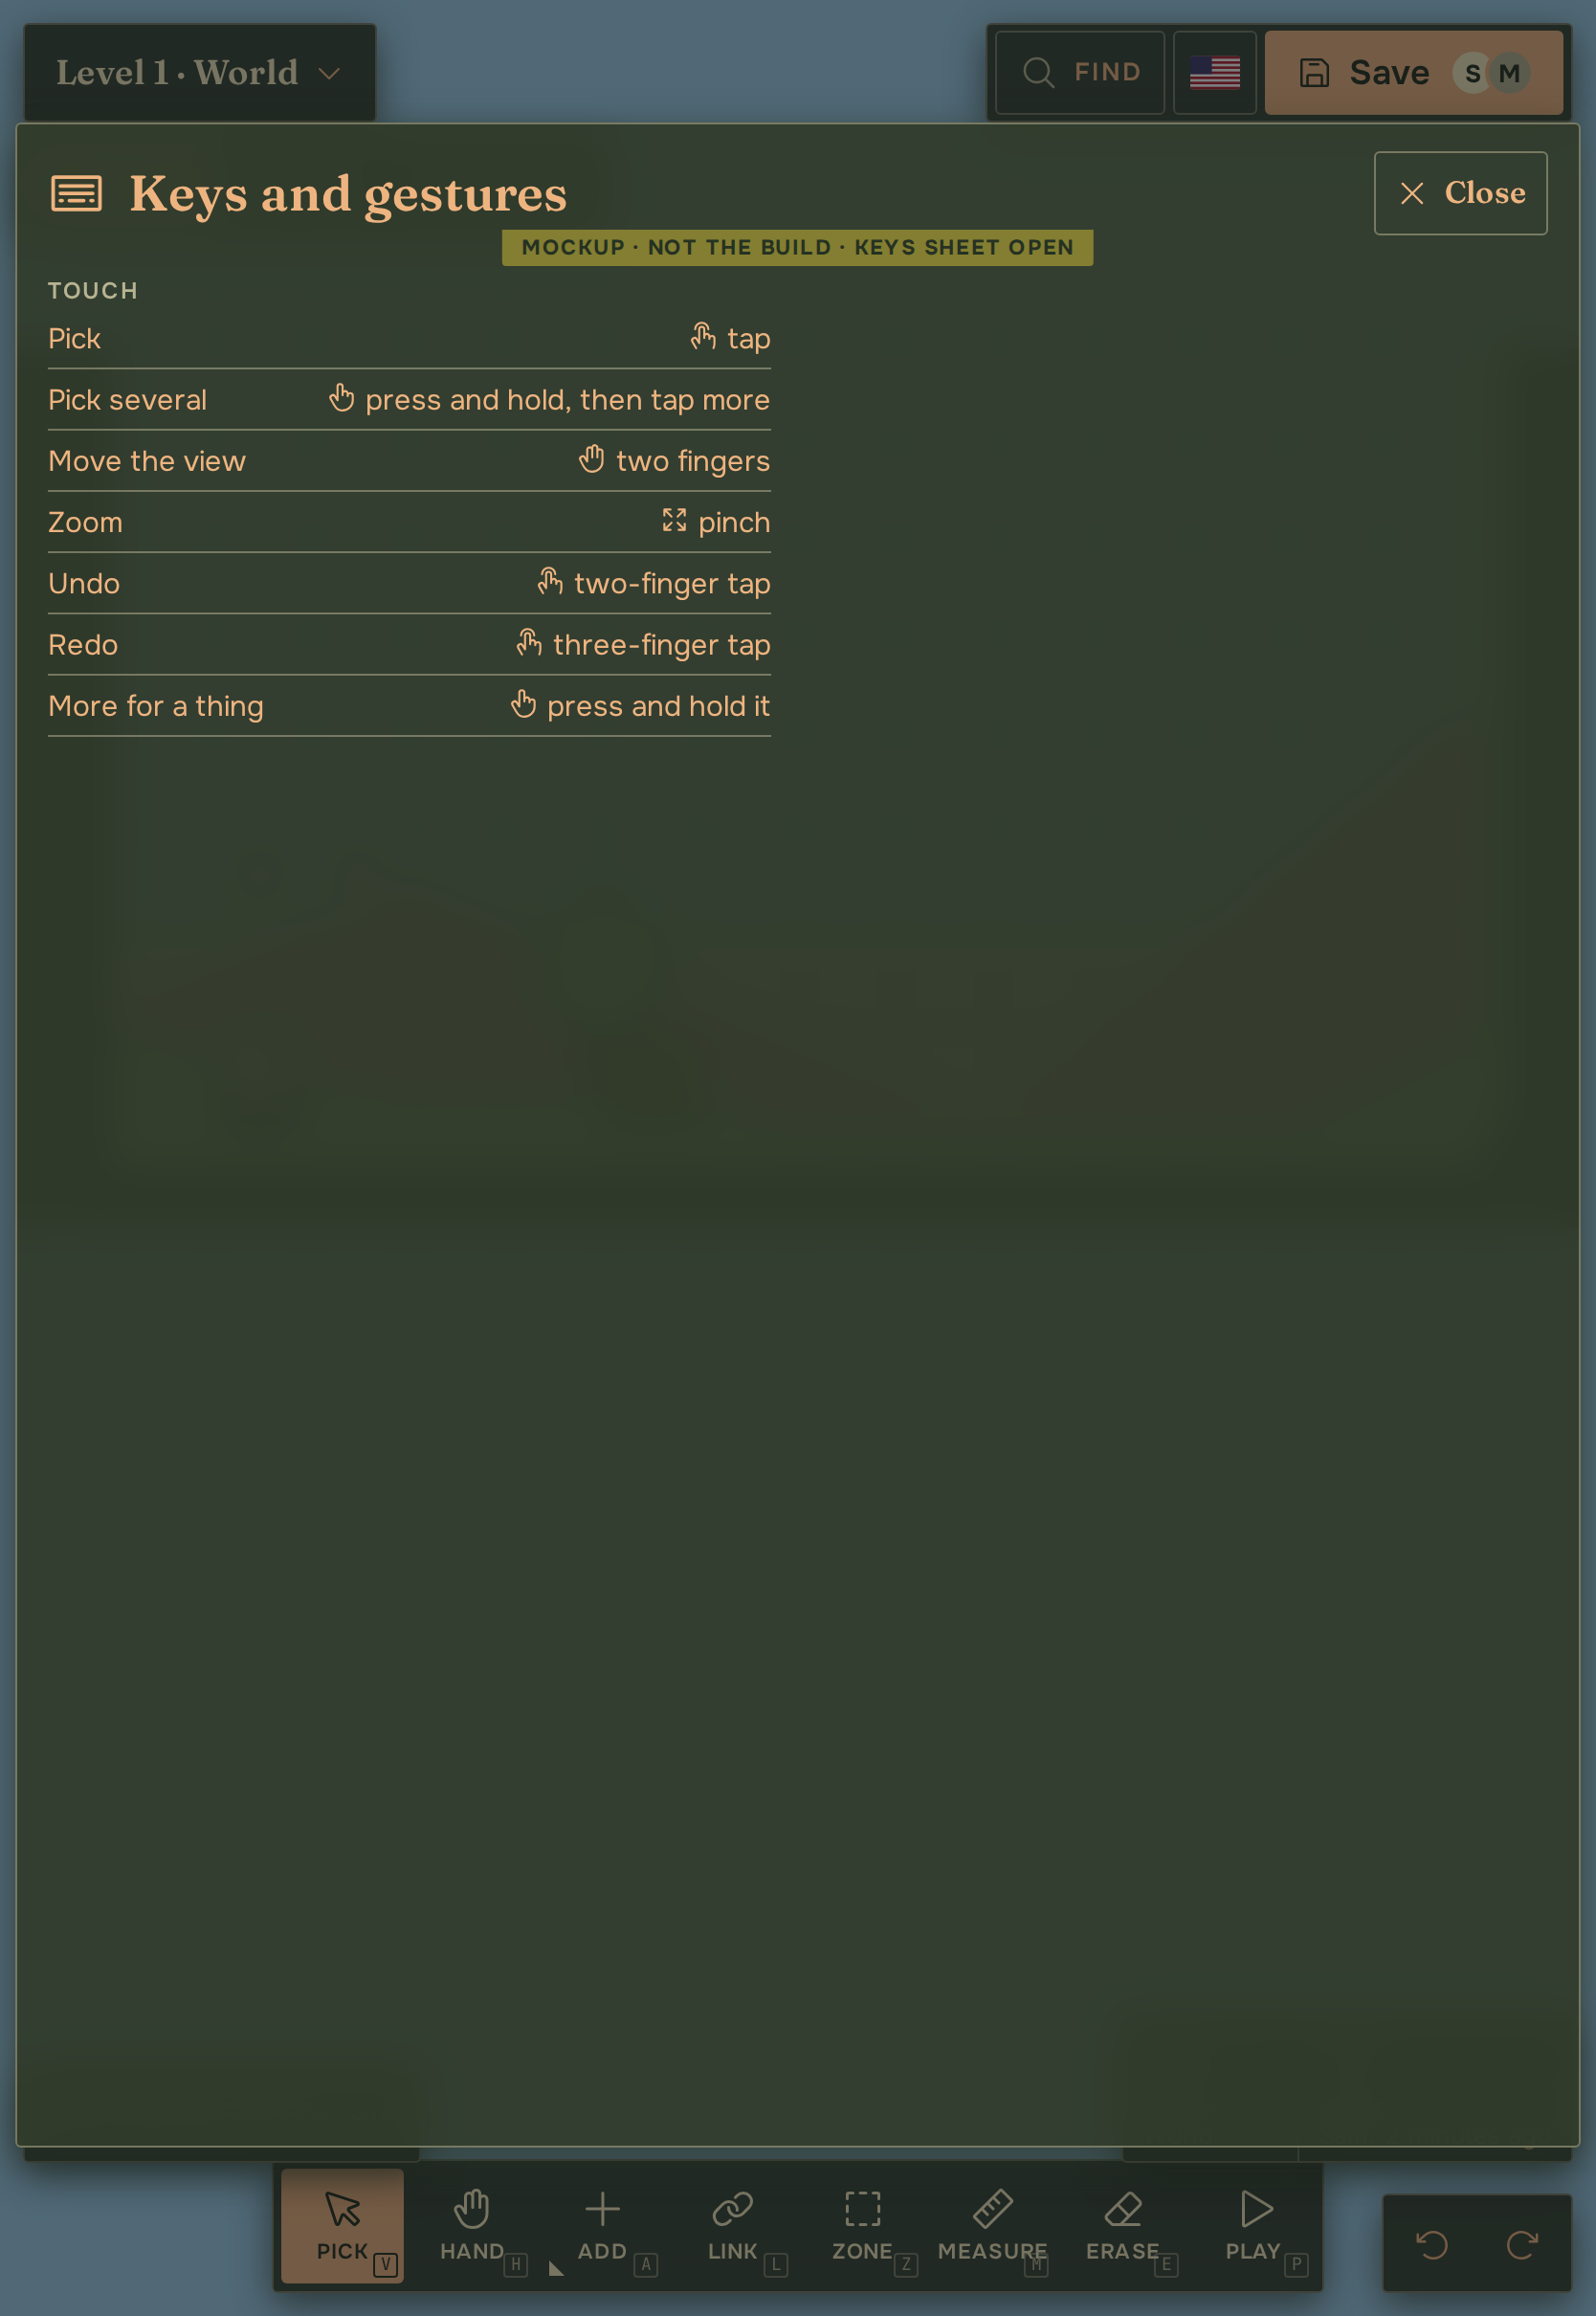 Level 1 · World
FIND
Save S M
Keys and gestures
Close
MOCKUP · NOT THE BUILD · KEYS SHEET OPEN
TOUCH
Pick tap
Pick several press and hold, then tap more
Move the view two fingers
Zoom pinch
Undo two-finger tap
Redo three-finger tap
More for a thing press and hold it
PICK V
HAND H
ADD A
LINK L
ZONE Z
MEASURE M
ERASE E
PLAY P